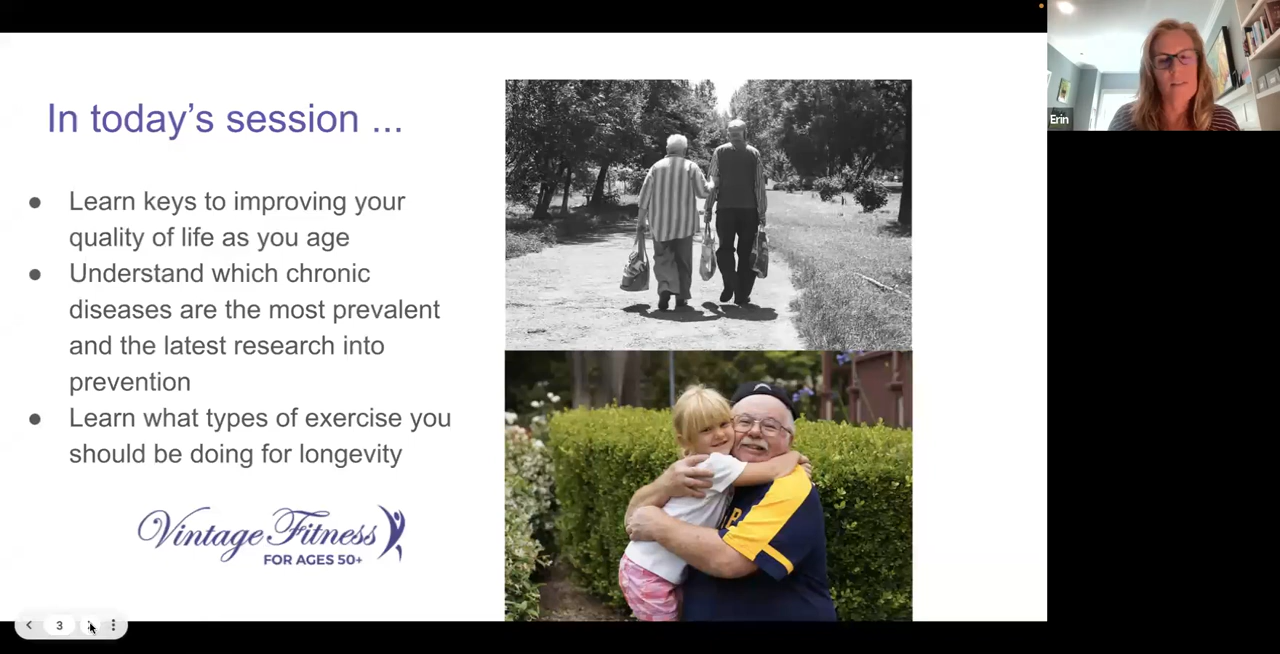 In today's session ...
● Learn keys to improving your
quality of life as you age
● Understand which chronic
diseases are the most prevalent
and the latest research into
prevention
● Learn what types of exercise you
should be doing for longevity
Vintage Fitness
FOR AGES 50+
3
Erin